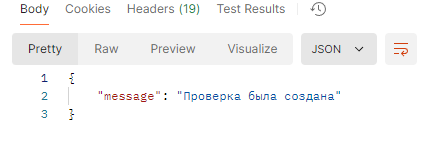 Body Cookies Headers (19) Test Results
Pretty Raw Preview Visualize JSON
1 {
2 "message": "Проверка была создана"
3 }